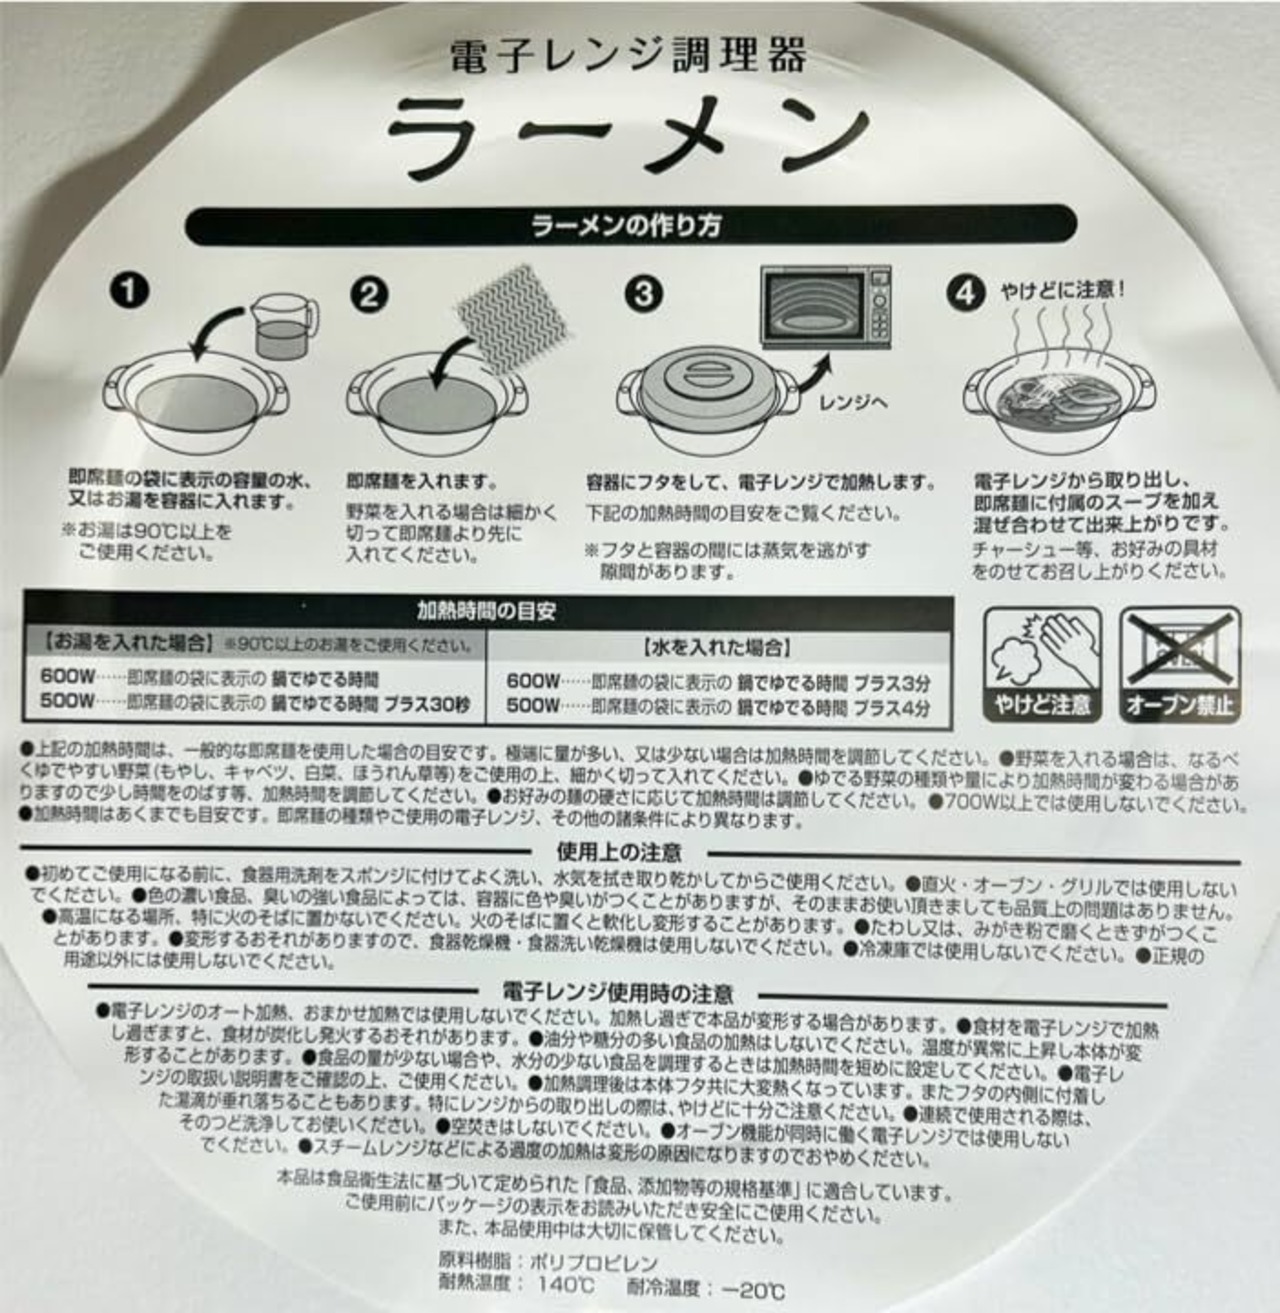 電子レンジ調理器
ラーメン
ラーメンの作り方
1
即席麺の袋に表示の容量の水、
又はお湯を容器に入れます。
※お湯は90℃以上を
ご使用ください。
2
即席麺を入れます。
野菜を入れる場合は細かく
切って即席麺より先に
入れてください。
3
レンジへ
容器にフタをして、電子レンジで加熱します。
下記の加熱時間の目安をご覧ください。
※フタと容器の間には蒸気を逃がす
隙間があります。
4 やけどに注意!
電子レンジから取り出し、
即席麺に付属のスープを加え
混ぜ合わせて出来上がりです。
チャーシュー等、お好みの具材
をのせてお召し上がりください。
加熱時間の目安
【お湯を入れた場合】※90℃以上のお湯をご使用ください。
600W……即席麺の袋に表示の 鍋でゆでる時間
500W……即席麺の袋に表示の 鍋でゆでる時間 プラス30秒
【水を入れた場合】
600W……即席麺の袋に表示の 鍋でゆでる時間 プラス3分
500W……即席麺の袋に表示の 鍋でゆでる時間 プラス4分
やけど注意
OVEN
オーブン禁止
●上記の加熱時間は、一般的な即席麺を使用した場合の目安です。極端に量が多い、又は少ない場合は加熱時間を調節してください。●野菜を入れる場合は、なるべ
くゆでやすい野菜(もやし、キャベツ、白菜、ほうれん草等)をご使用の上、細かく切って入れてください。●ゆでる野菜の種類や量により加熱時間が変わる場合があ
りますので少し時間をのばす等、加熱時間を調節してください。●お好みの麺の硬さに応じて加熱時間は調節してください。●700W以上では使用しないでください。
●加熱時間はあくまでも目安です。即席麺の種類やご使用の電子レンジ、その他の諸条件により異なります。
使用上の注意
●初めてご使用になる前に、食器用洗剤をスポンジに付けてよく洗い、水気を拭き取り乾かしてからご使用ください。●直火・オーブン・グリルでは使用しない
でください。●色の濃い食品、臭いの強い食品によっては、容器に色や臭いがつくことがありますが、そのままお使い頂きましても品質上の問題はありません。
●高温になる場所、特に火のそばに置かないでください。火のそばに置くと軟化し変形することがあります。●たわし又は、みがき粉で磨くときずがつくこ
とがあります。●変形するおそれがありますので、食器乾燥機・食器洗い乾燥機は使用しないでください。●冷凍庫では使用しないでください。●正規の
用途以外には使用しないでください。
電子レンジ使用時の注意
●電子レンジのオート加熱、おまかせ加熱では使用しないでください。加熱し過ぎで本品が変形する場合があります。●食材を電子レンジで加熱
し過ぎますと、食材が炭化し発火するおそれがあります。●油分や糖分の多い食品の加熱はしないでください。温度が異常に上昇し本体が変
形することがあります。●食品の量が少ない場合や、水分の少ない食品を調理するときは加熱時間を短めに設定してください。●電子レ
ンジの取扱い説明書をご確認の上、ご使用ください。●加熱調理後は本体フタ共に大変熱くなっています。またフタの内側に付着し
た湯滴が垂れ落ちることもあります。特にレンジからの取り出しの際は、やけどに十分ご注意ください。●連続で使用される際は、
そのつど洗浄してお使いください。●空焚きはしないでください。●オーブン機能が同時に働く電子レンジでは使用しない
でください。●スチームレンジなどによる過度の加熱は変形の原因になりますのでおやめください。
本品は食品衛生法に基づいて定められた「食品、添加物等の規格基準」に適合しています。
ご使用前にパッケージの表示をお読みいただき安全にご使用ください。
また、本品使用中は大切に保管してください。
原料樹脂：ポリプロピレン
耐熱温度：140℃ 耐冷温度：－20℃